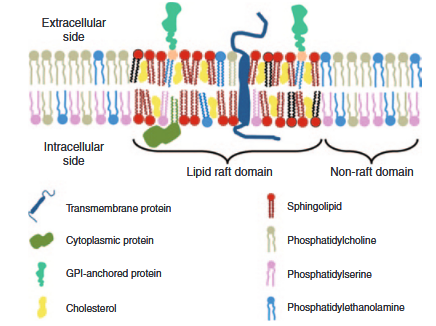 Extracellular
side
Intracellular
side
Lipid raft domain
Non-raft domain
Transmembrane protein
Cytoplasmic protein
GPI-anchored protein
Cholesterol
Sphingolipid
Phosphatidylcholine
Phosphatidylserine
Phosphatidylethanolamine